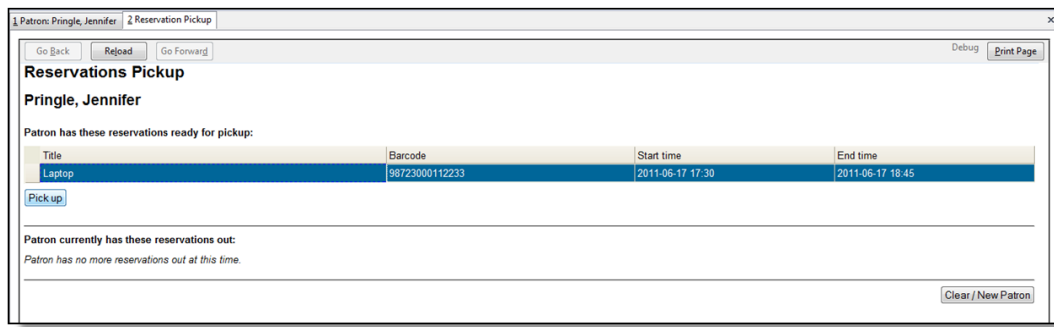 1 Patron: Pringle, Jennifer 2 Reservation Pickup x
Go Back Reload Go Forward Debug Print Page
Reservations Pickup
Pringle, Jennifer
Patron has these reservations ready for pickup:
Title Barcode Start time End time
Laptop 98723000112233 2011-06-17 17:30 2011-06-17 18:45
Pick up
Patron currently has these reservations out:
Patron has no more reservations out at this time.
Clear / New Patron